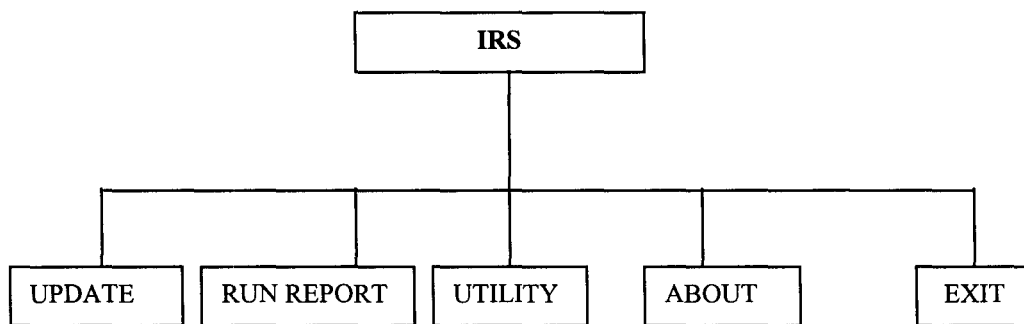 IRS
UPDATE
RUN REPORT
UTILITY
ABOUT
EXIT